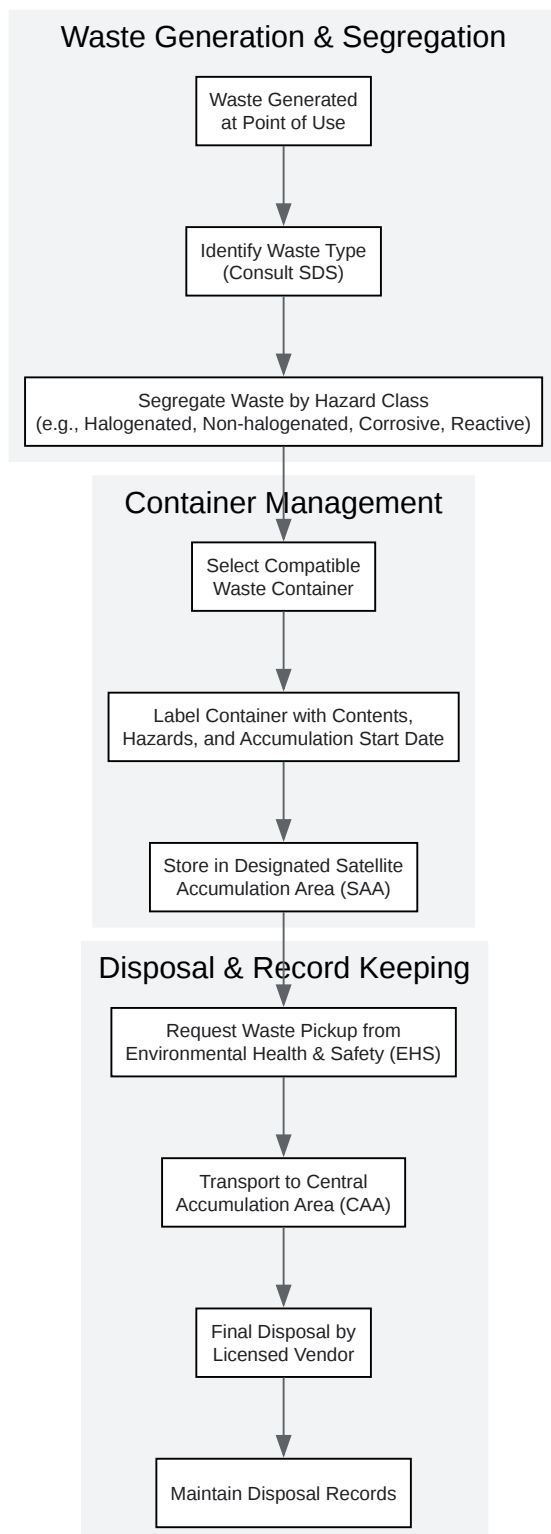 Waste Generation & Segregation
Waste Generated
at Point of Use
Identify Waste Type
(Consult SDS)
Segregate Waste by Hazard Class
(e.g., Halogenated, Non-halogenated, Corrosive, Reactive)
Container Management
Select Compatible
Waste Container
Label Container with Contents,
Hazards, and Accumulation Start Date
Store in Designated Satellite
Accumulation Area (SAA)
Disposal & Record Keeping
Request Waste Pickup from
Environmental Health & Safety (EHS)
Transport to Central
Accumulation Area (CAA)
Final Disposal by
Licensed Vendor
Maintain Disposal Records